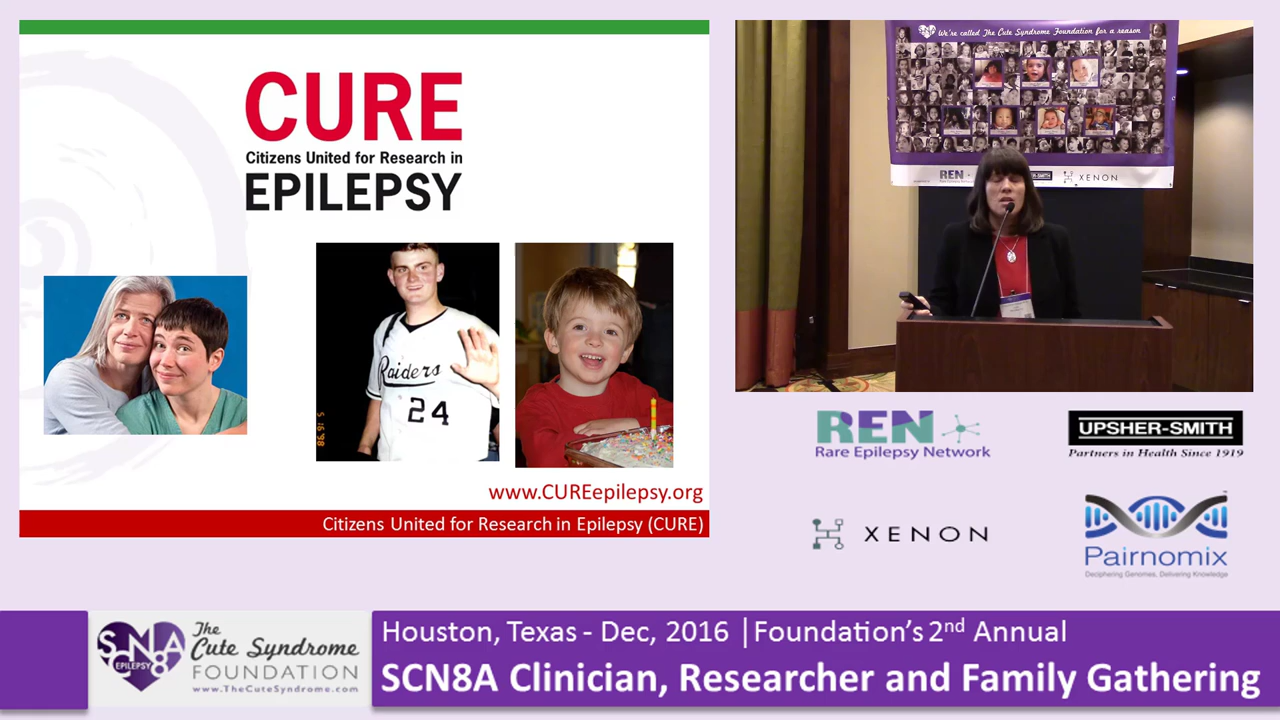 CURE
Citizens United for Research in
EPILEPSY
Raiders
24
www.CUREepilepsy.org
Citizens United for Research in Epilepsy (CURE)
We're called The Cute Syndrome Foundation for a reason
REN
XENON
REN
Rare Epilepsy Network
UPSHER-SMITH
Partners in Health Since 1919
XENON
Pairnomix
Deciphering Genomes, Delivering Knowledge
SCN8A
EPILEPSY
The
Cute Syndrome
FOUNDATION
www.TheCuteSyndrome.com
Houston, Texas - Dec, 2016 | Foundation's 2nd Annual
SCN8A Clinician, Researcher and Family Gathering